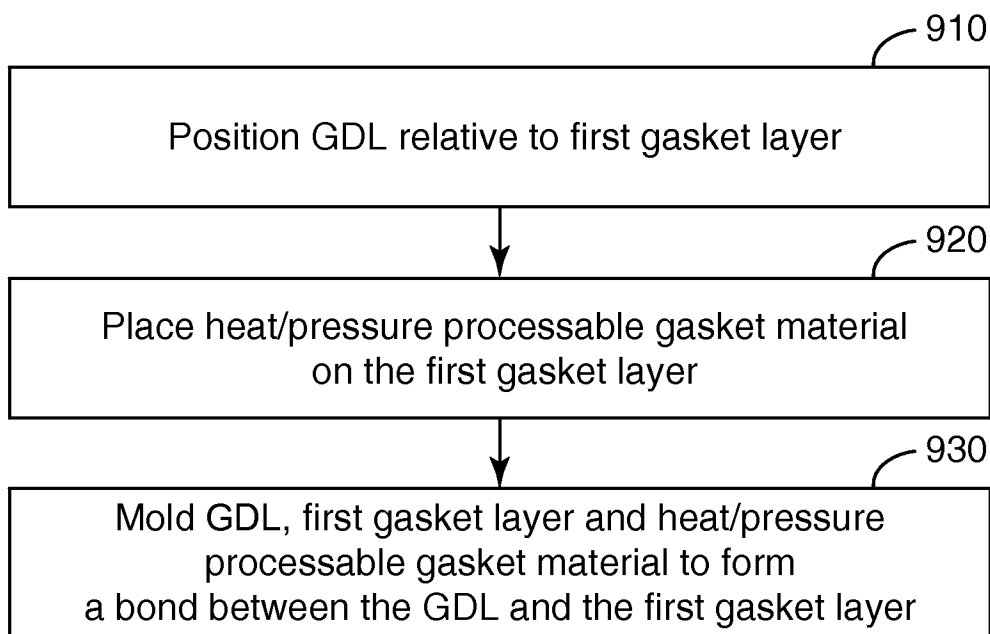 910
Position GDL relative to first gasket layer
920
Place heat/pressure processable gasket material
on the first gasket layer
930
Mold GDL, first gasket layer and heat/pressure
processable gasket material to form
a bond between the GDL and the first gasket layer